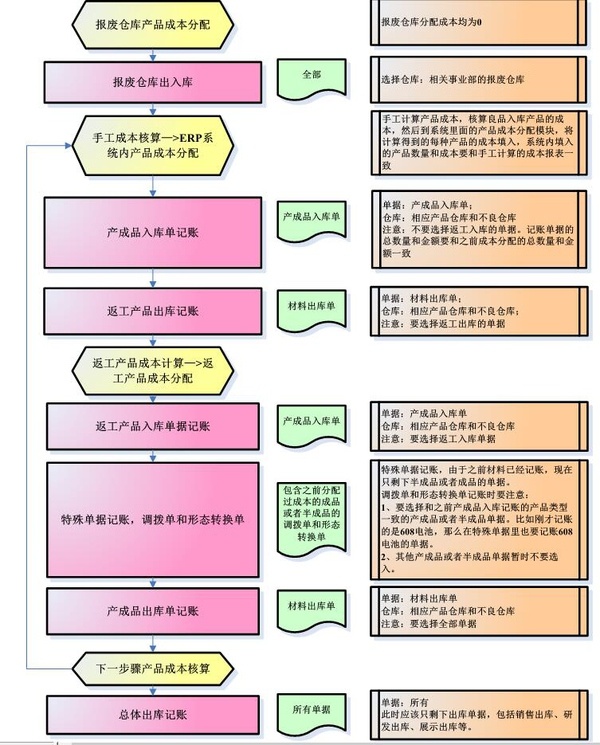 报废仓库产品成本分配
报废仓库分配成本均为0
报废仓库出入库
全部
选择仓库：相关事业部的报废仓库
手工成本核算—>ERP系
统内产品成本分配
手工计算产品成本，核算良品入库产品的成
本，然后到系统里面的产品成本分配模块，将
计算得到的每种产品的成本填入，系统内填入
的产品数量和成本要和手工计算的成本报表一
致
产成品入库单记账
产成品入库单
单据：产成品入库单；
仓库：相应产品仓库和不良仓库
注意：不要选择返工入库的单据。记账单据的
总数量和金额要和之前成本分配的总数量和金
额一致
返工产品出库记账
材料出库单
单据：材料出库单；
仓库：相应产品仓库和不良仓库；
注意：要选择返工出库的单据
返工产品成本计算—>返
工产品成本分配
返工产品入库单据记账
产成品入库单
单据：产成品入库单
仓库：相应产品仓库和不良仓库
注意：要选择返工入库单据
特殊单据记账，调拨单和形态转换单
包含之前分配
过成本的成品
或者半成品的
调拨单和形态
转换单
特殊单据记账，由于之前材料已经记账，现在
只剩下半成品或者成品的单据。
调拨单和形态转换单记账时要注意：
1、要选择和之前产成品入库记账的产品类型
一致的产成品或者半成品单据。比如刚才记账
的是608电池，那么在特殊单据里也要记账608
电池的单据。
2、其他产成品或者半成品单据暂时不要选
入。
产成品出库单记账
材料出库单
单据：材料出库单
仓库：相应产品仓库和不良仓库
注意：要选择全部单据
下一步骤产品成本核算
总体出库记账
所有单据
单据：所有
此时应该只剩下出库单据，包括销售出库、研
发出库、展示出库等。